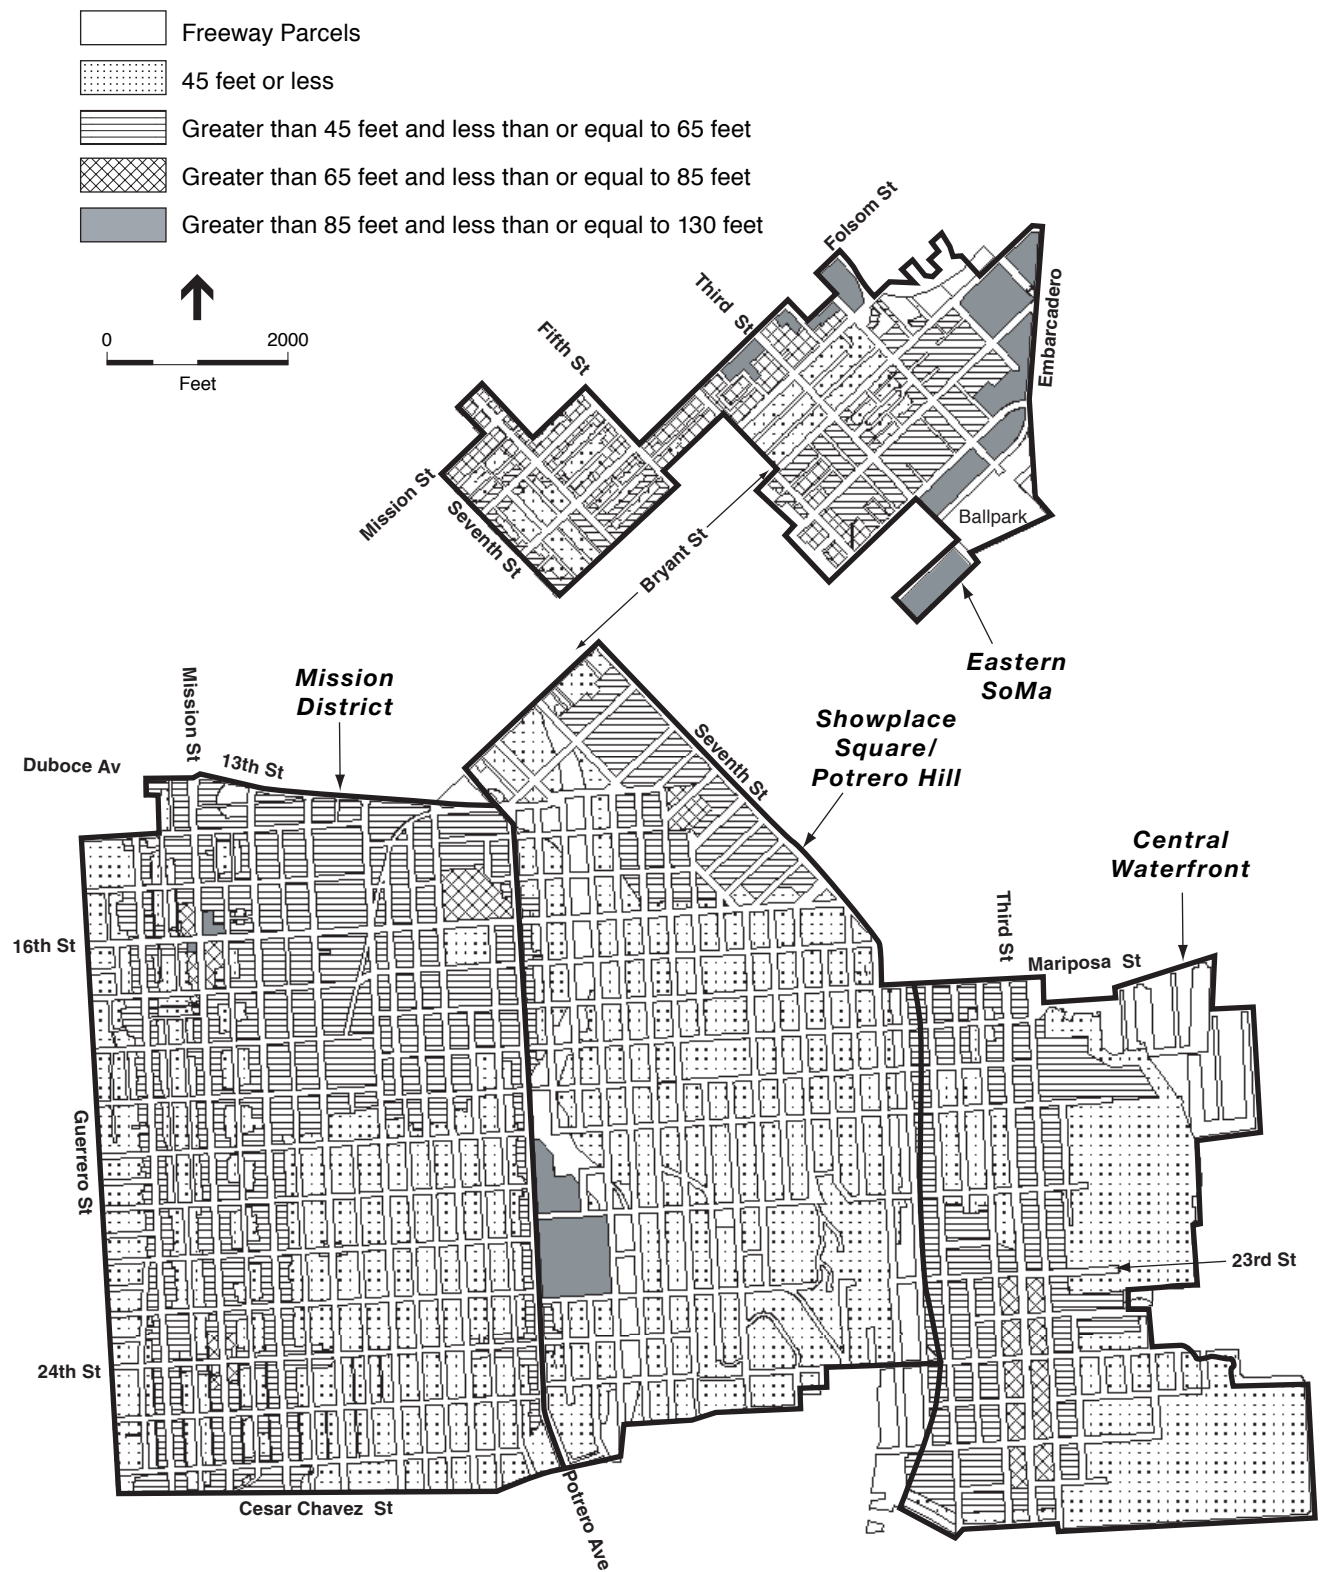 Freeway Parcels
45 feet or less
Greater than 45 feet and less than or equal to 65 feet
Greater than 65 feet and less than or equal to 85 feet
Greater than 85 feet and less than or equal to 130 feet
0 2000
Feet
Folsom St
Third St
Fifth St
Embarcadero
Mission St
Seventh St
Ballpark
Bryant St
Eastern
SoMa
Mission
District
Mission St
Showplace
Square/
Potrero Hill
Seventh St
Duboce Av
13th St
Central
Waterfront
Third St
16th St
Mariposa St
Guerrero St
23rd St
24th St
Cesar Chavez St
Potrero Ave